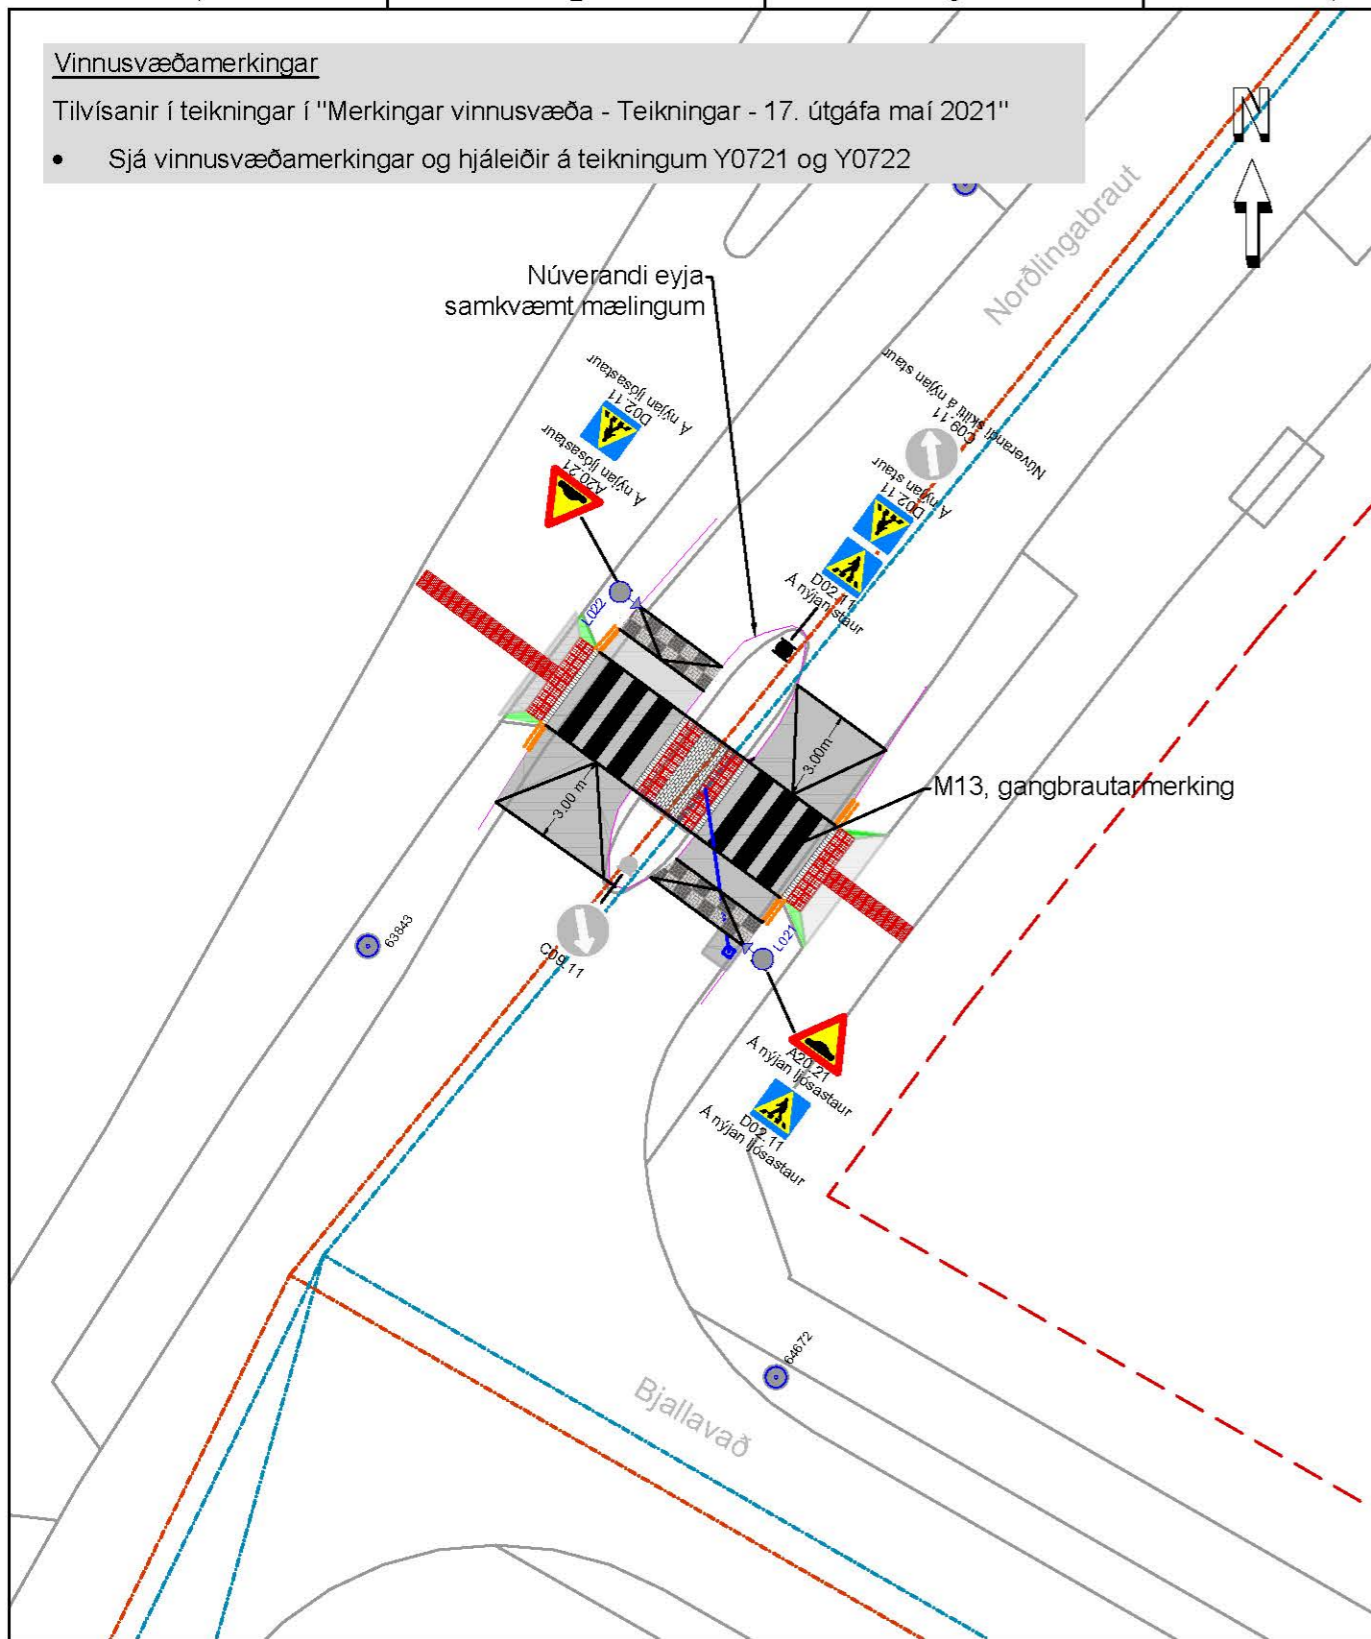 Vinnusvæðamerkingar
Tilvísanir í teikningar í "Merkingar vinnusvæða - Teikningar - 17. útgáfa maí 2021"
• Sjá vinnusvæðamerkingar og hjáleiðir á teikningum Y0721 og Y0722
N
Norðlingabraut
Núverandi eyja
samkvæmt mælingum
D02.11
Á nýjan ljósastaur
A20.21
Á nýjan ljósastaur
C09.11
Núverandi skilti á nýjan staur
D02.11
Á nýjan staur
D02.11
Á nýjan staur
L022
3.00m
M13, gangbrautarmerking
3.00 m
63843
C09.11
L021
A20.21
Á nýjan ljósastaur
D02.11
Á nýjan ljósastaur
64672
Bjallavað